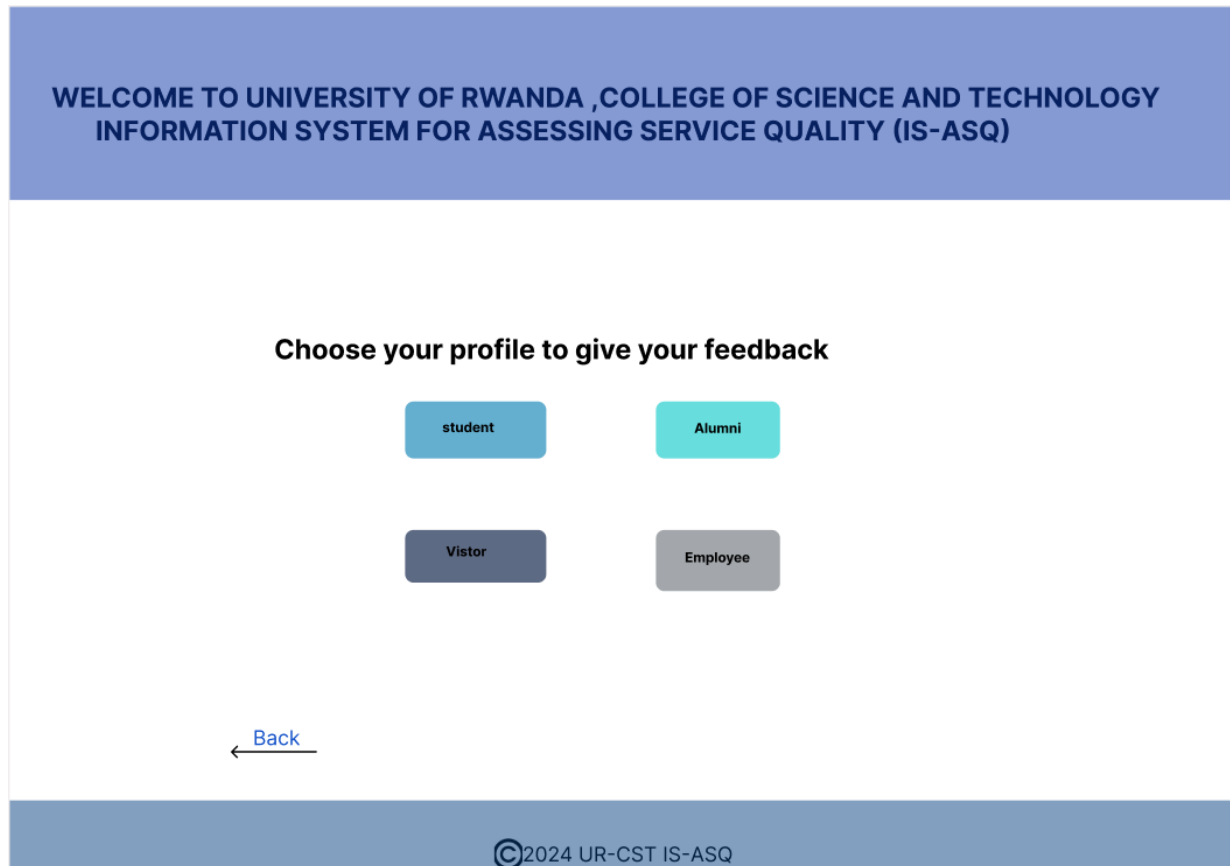 WELCOME TO UNIVERSITY OF RWANDA ,COLLEGE OF SCIENCE AND TECHNOLOGY
INFORMATION SYSTEM FOR ASSESSING SERVICE QUALITY (IS-ASQ)
Choose your profile to give your feedback
student
Alumni
Vistor
Employee
Back
©2024 UR-CST IS-ASQ